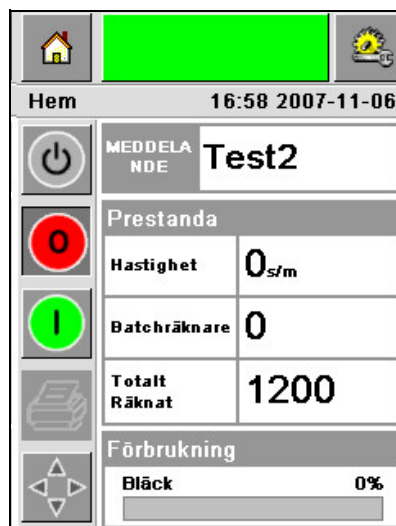 Hem 16:58 2007-11-06
MEDDELA
NDE
Test2
Prestanda
Hastighet 0s/m
Batchräknare 0
Totalt
Räknat
1200
Förbrukning
Bläck 0%